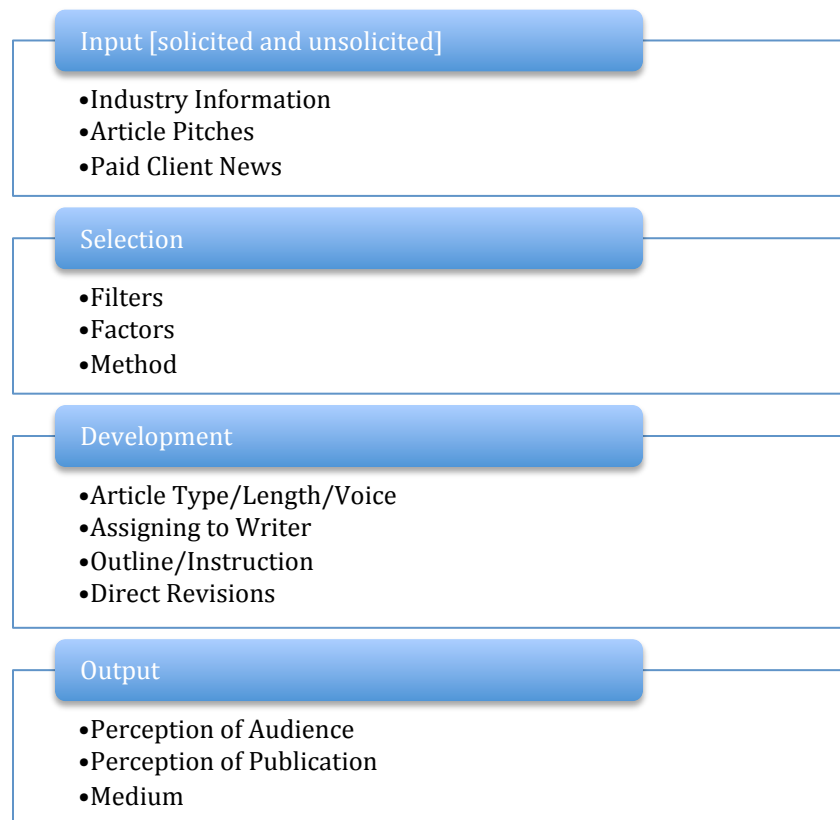 Input [solicited and unsolicited]
•Industry Information
•Article Pitches
•Paid Client News
Selection
•Filters
•Factors
•Method
Development
•Article Type/Length/Voice
•Assigning to Writer
•Outline/Instruction
•Direct Revisions
Output
•Perception of Audience
•Perception of Publication
•Medium